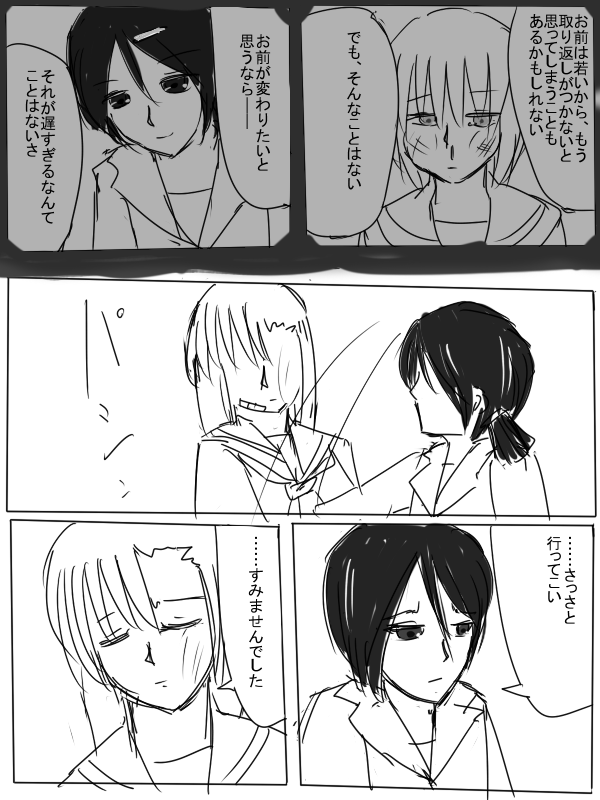 お前は若いから、もう
取り返しがつかないと
思ってしまうことも
あるかもしれない
でも、そんなことはない
お前が変わりたいと
思うなら――
それが遅すぎるなんて
ことはないさ
……さっさと
行ってこい
……すみませんでした